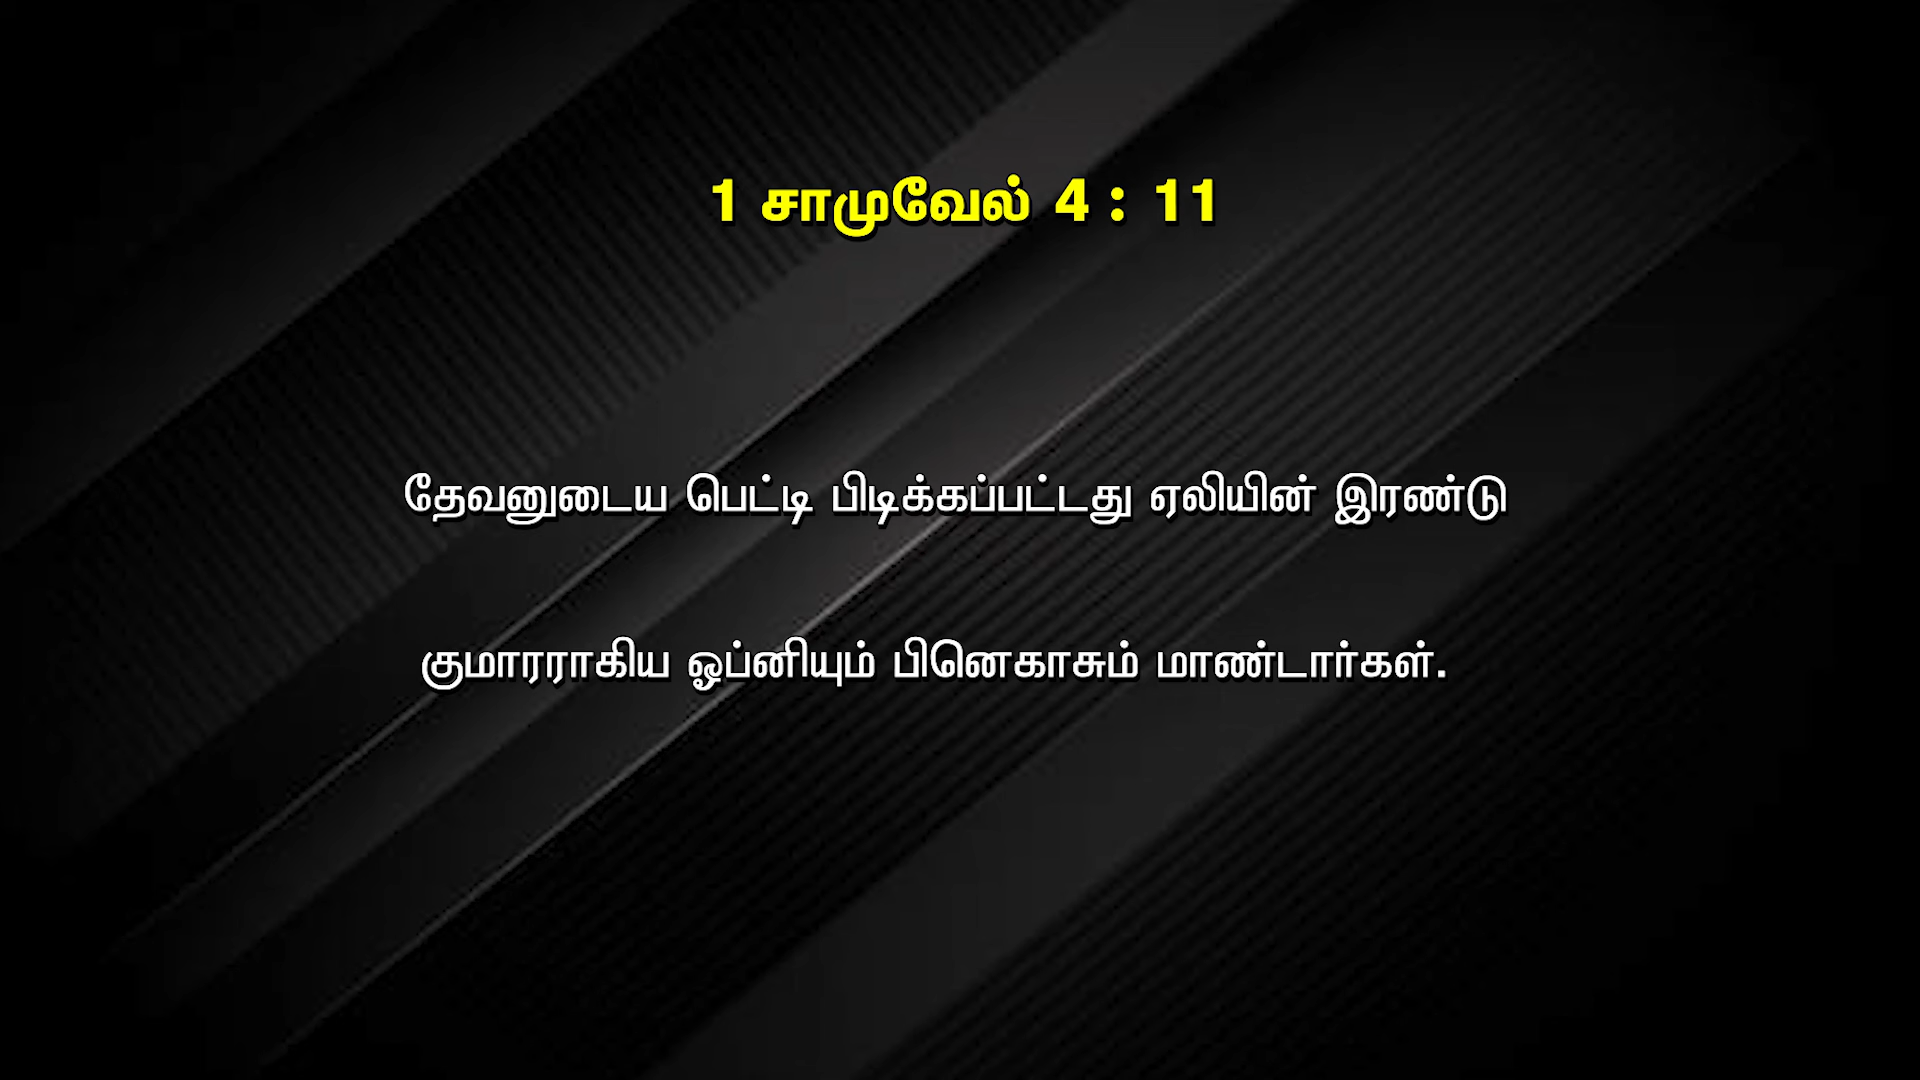 1 சாமுவேல் 4 : 11
தேவனுடைய பெட்டி பிடிக்கப்பட்டது ஏலியின் இரண்டு
குமாரராகிய ஓப்னியும் பினெகாசும் மாண்டார்கள்.